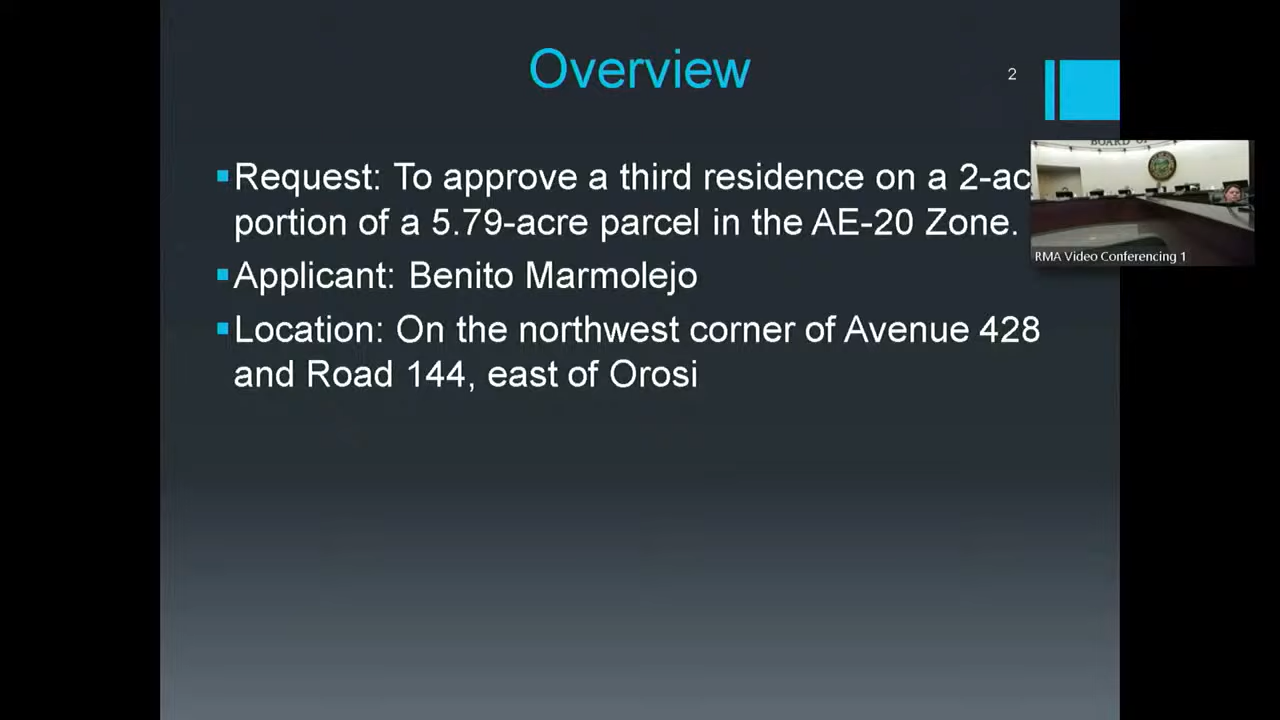 Overview
2
Request: To approve a third residence on a 2-ac
portion of a 5.79-acre parcel in the AE-20 Zone.
Applicant: Benito Marmolejo
Location: On the northwest corner of Avenue 428
and Road 144, east of Orosi
BOARD OF
RMA Video Conferencing 1